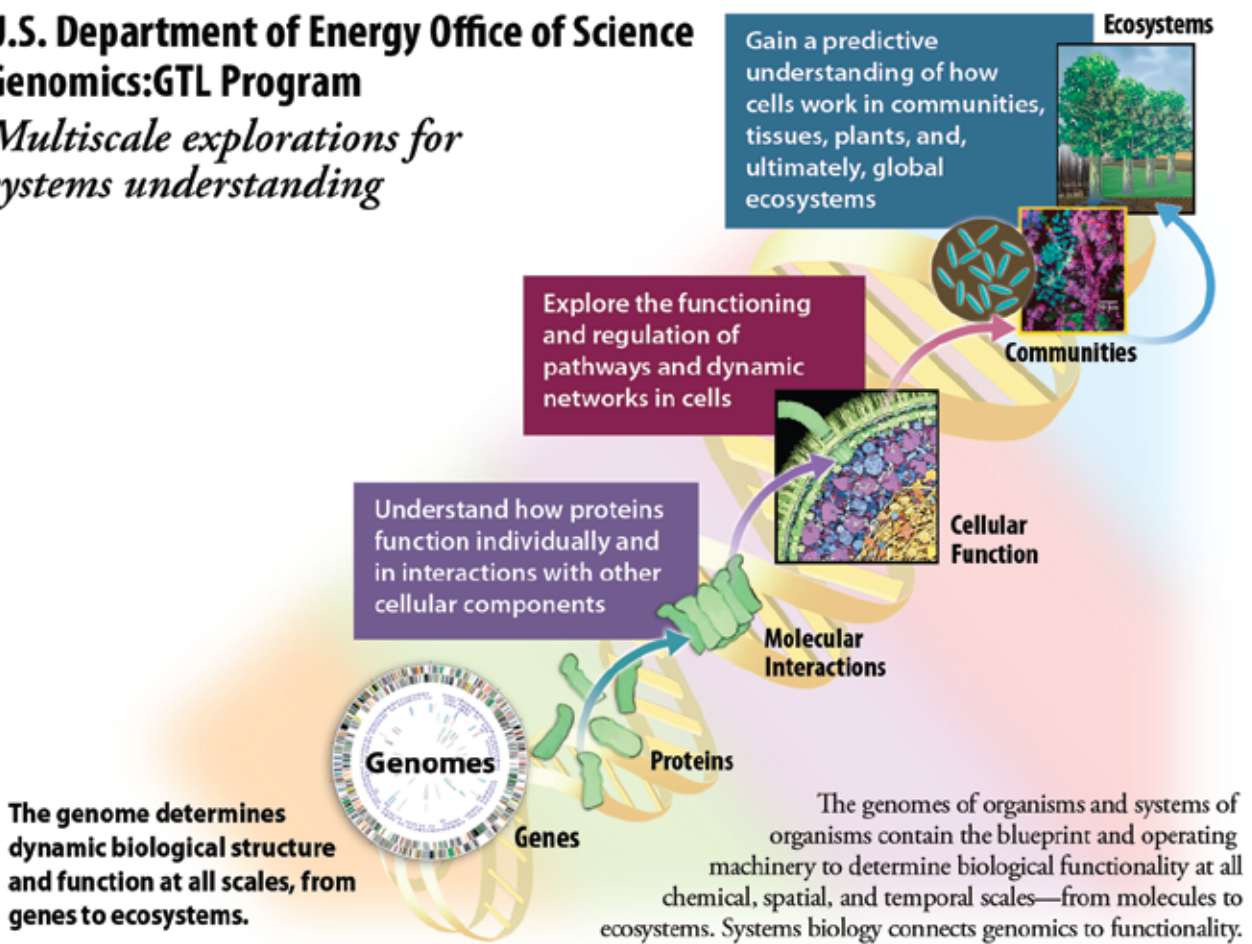 U.S. Department of Energy Office of Science
Genomics:GTL Program
Multiscale explorations for
systems understanding
Ecosystems
Gain a predictive
understanding of how
cells work in communities,
tissues, plants, and,
ultimately, global
ecosystems
Communities
Explore the functioning
and regulation of
pathways and dynamic
networks in cells
Cellular
Function
Understand how proteins
function individually and
in interactions with other
cellular components
Molecular
Interactions
Genomes
Proteins
Genes
The genome determines
dynamic biological structure
and function at all scales, from
genes to ecosystems.
The genomes of organisms and systems of
organisms contain the blueprint and operating
machinery to determine biological functionality at all
chemical, spatial, and temporal scales—from molecules to
ecosystems. Systems biology connects genomics to functionality.